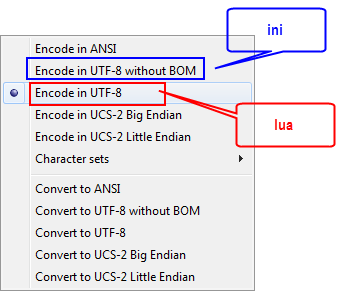 ini
Encode in ANSI
Encode in UTF-8 without BOM
Encode in UTF-8
Encode in UCS-2 Big Endian
lua
Encode in UCS-2 Little Endian
Character sets
Convert to ANSI
Convert to UTF-8 without BOM
Convert to UTF-8
Convert to UCS-2 Big Endian
Convert to UCS-2 Little Endian